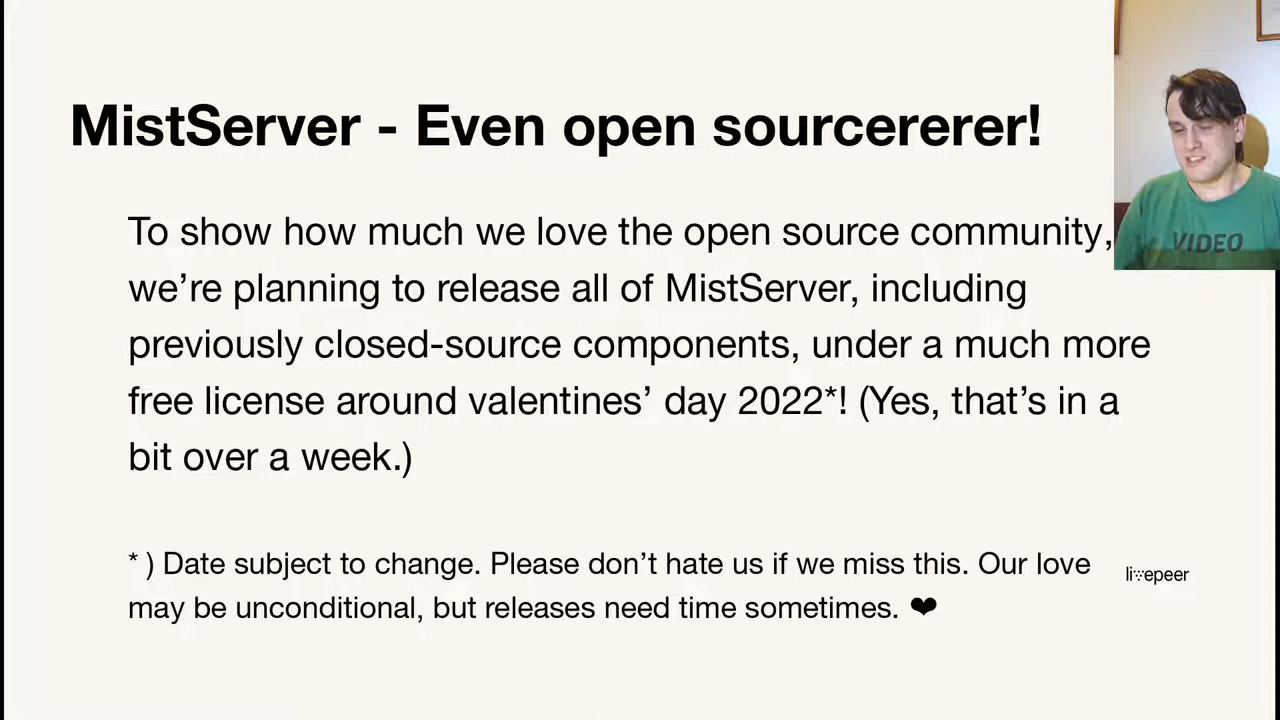 MistServer - Even open sourcererer!
To show how much we love the open source community,
we’re planning to release all of MistServer, including
previously closed-source components, under a much more
free license around valentines’ day 2022*! (Yes, that’s in a
bit over a week.)
* ) Date subject to change. Please don’t hate us if we miss this. Our love
may be unconditional, but releases need time sometimes. ❤
livepeer
VIDEO